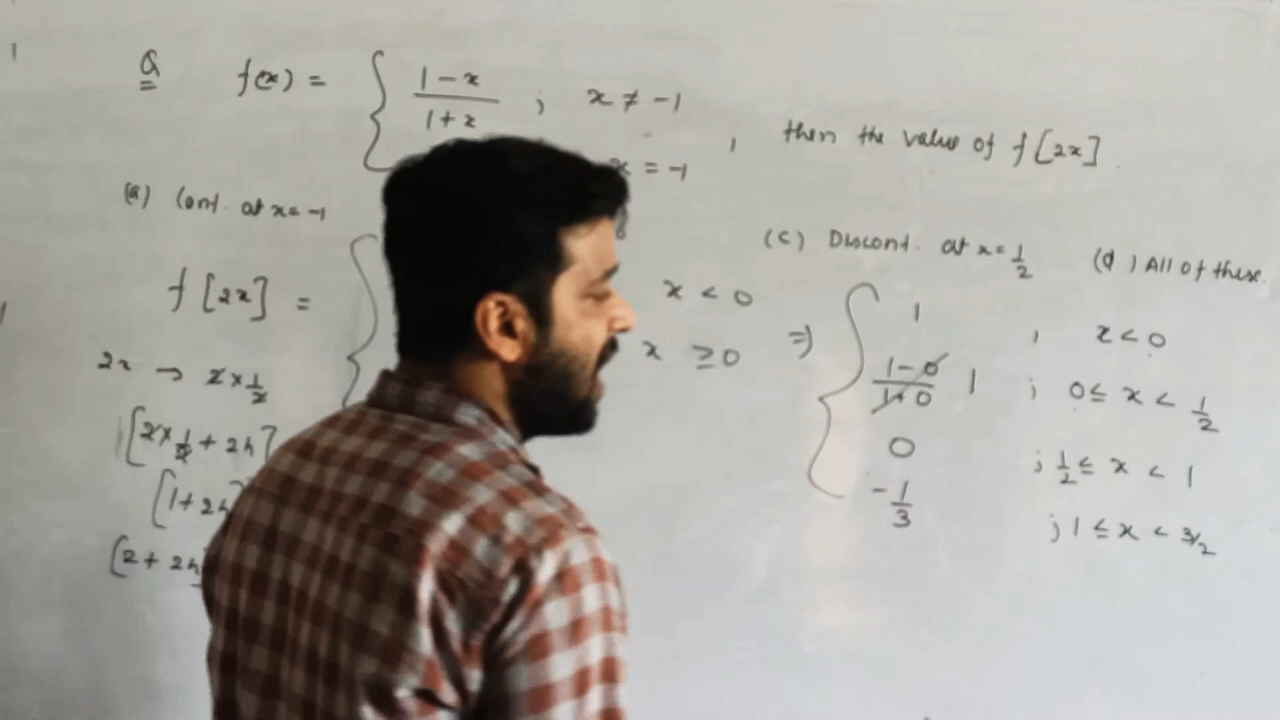 Q f(x) = { 1-x / 1+x ; x ≠ -1
x = -1 , then the value of f[2x].
(a) Cont. at x=-1 (c) Discont. at x=1/2 (d) All of these.
f[2x] = { x < 0
x ≥ 0
⇒ { 1 , x < 0
1-0 / 1+0 1 ; 0 ≤ x < 1/2
0 ; 1/2 ≤ x < 1
-1/3 ; 1 ≤ x < 3/2
2x → 2×1/2
[2×1/2 + 2h]
[1+2h]
[2+2h]